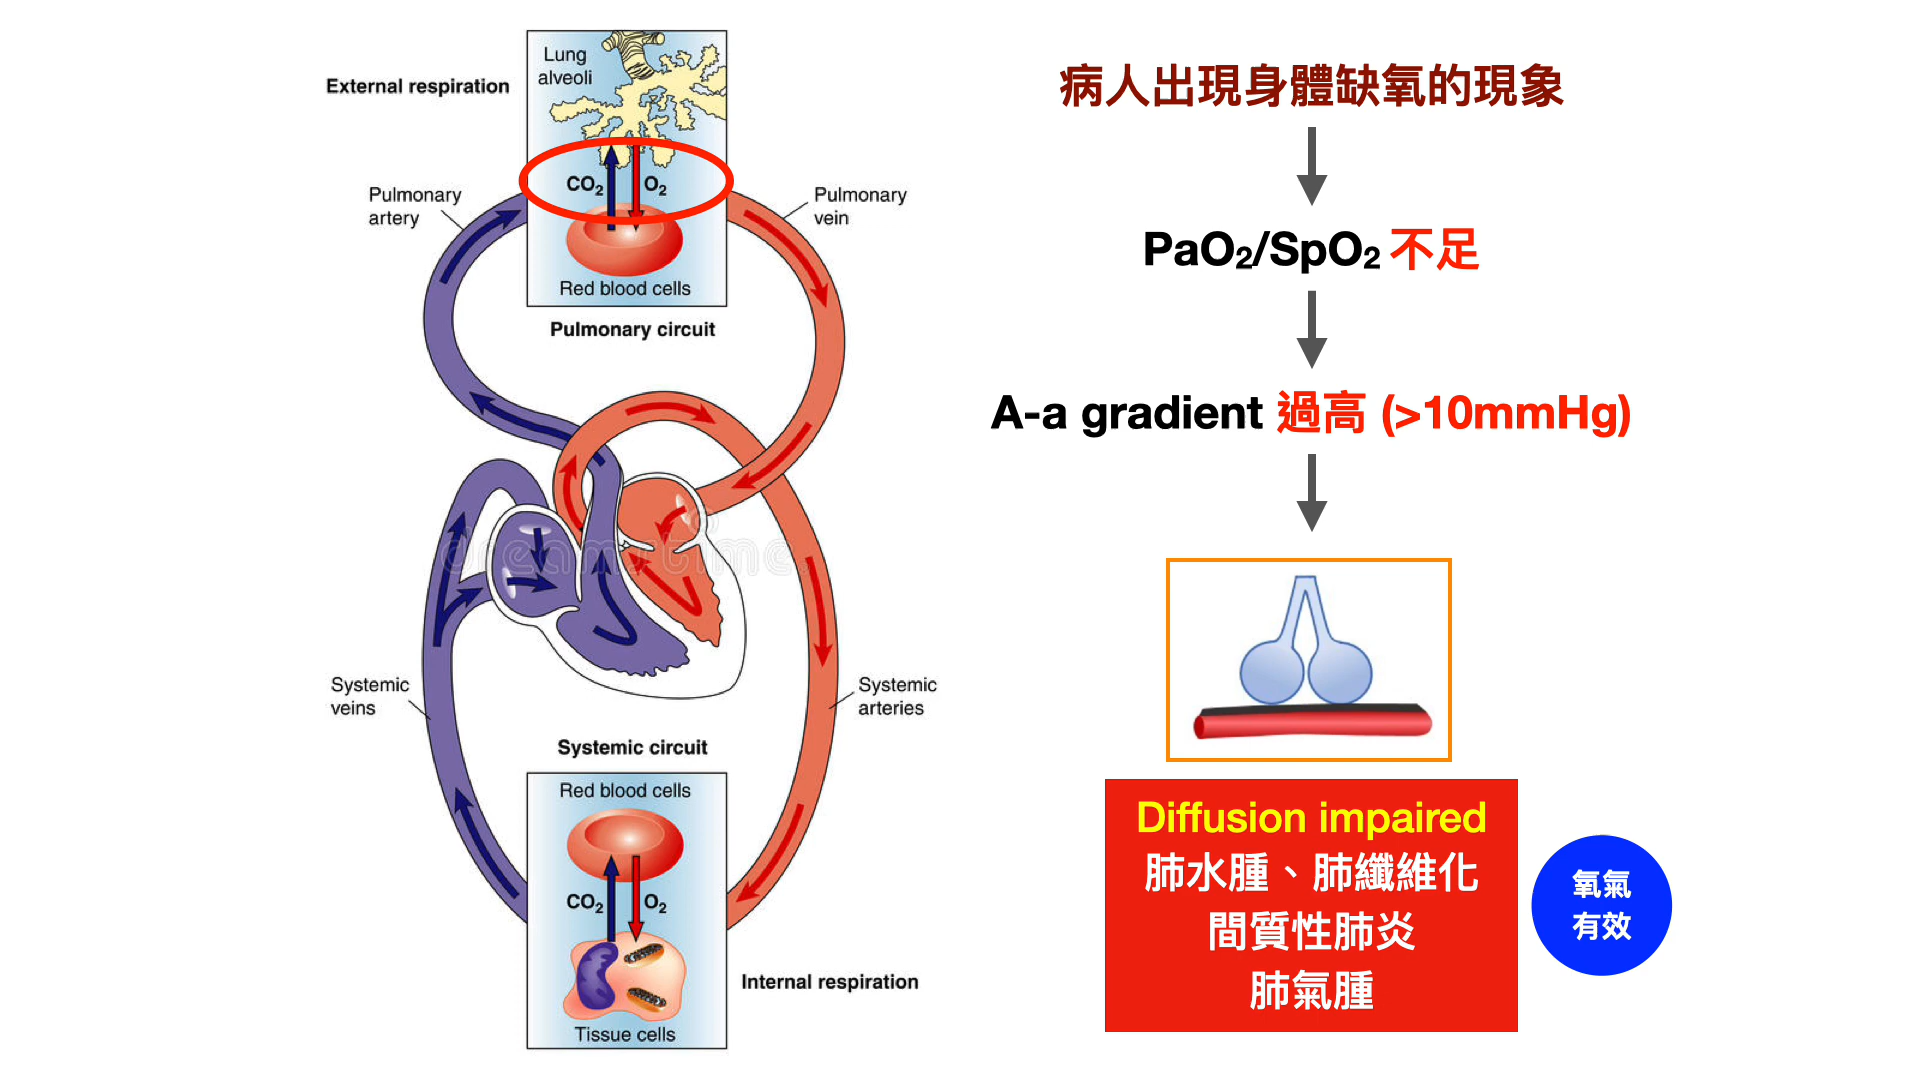 Lung
alveoli
External respiration
CO₂
O₂
Pulmonary
artery
Pulmonary
vein
Red blood cells
Pulmonary circuit
dreamstime
Systemic
veins
Systemic
arteries
Systemic circuit
Red blood cells
CO₂
O₂
Internal respiration
Tissue cells
病人出現身體缺氧的現象
PaO₂/SpO₂ 不足
A-a gradient 過高 (>10mmHg)
Diffusion impaired
肺水腫、肺纖維化
間質性肺炎
肺氣腫
氧氣
有效